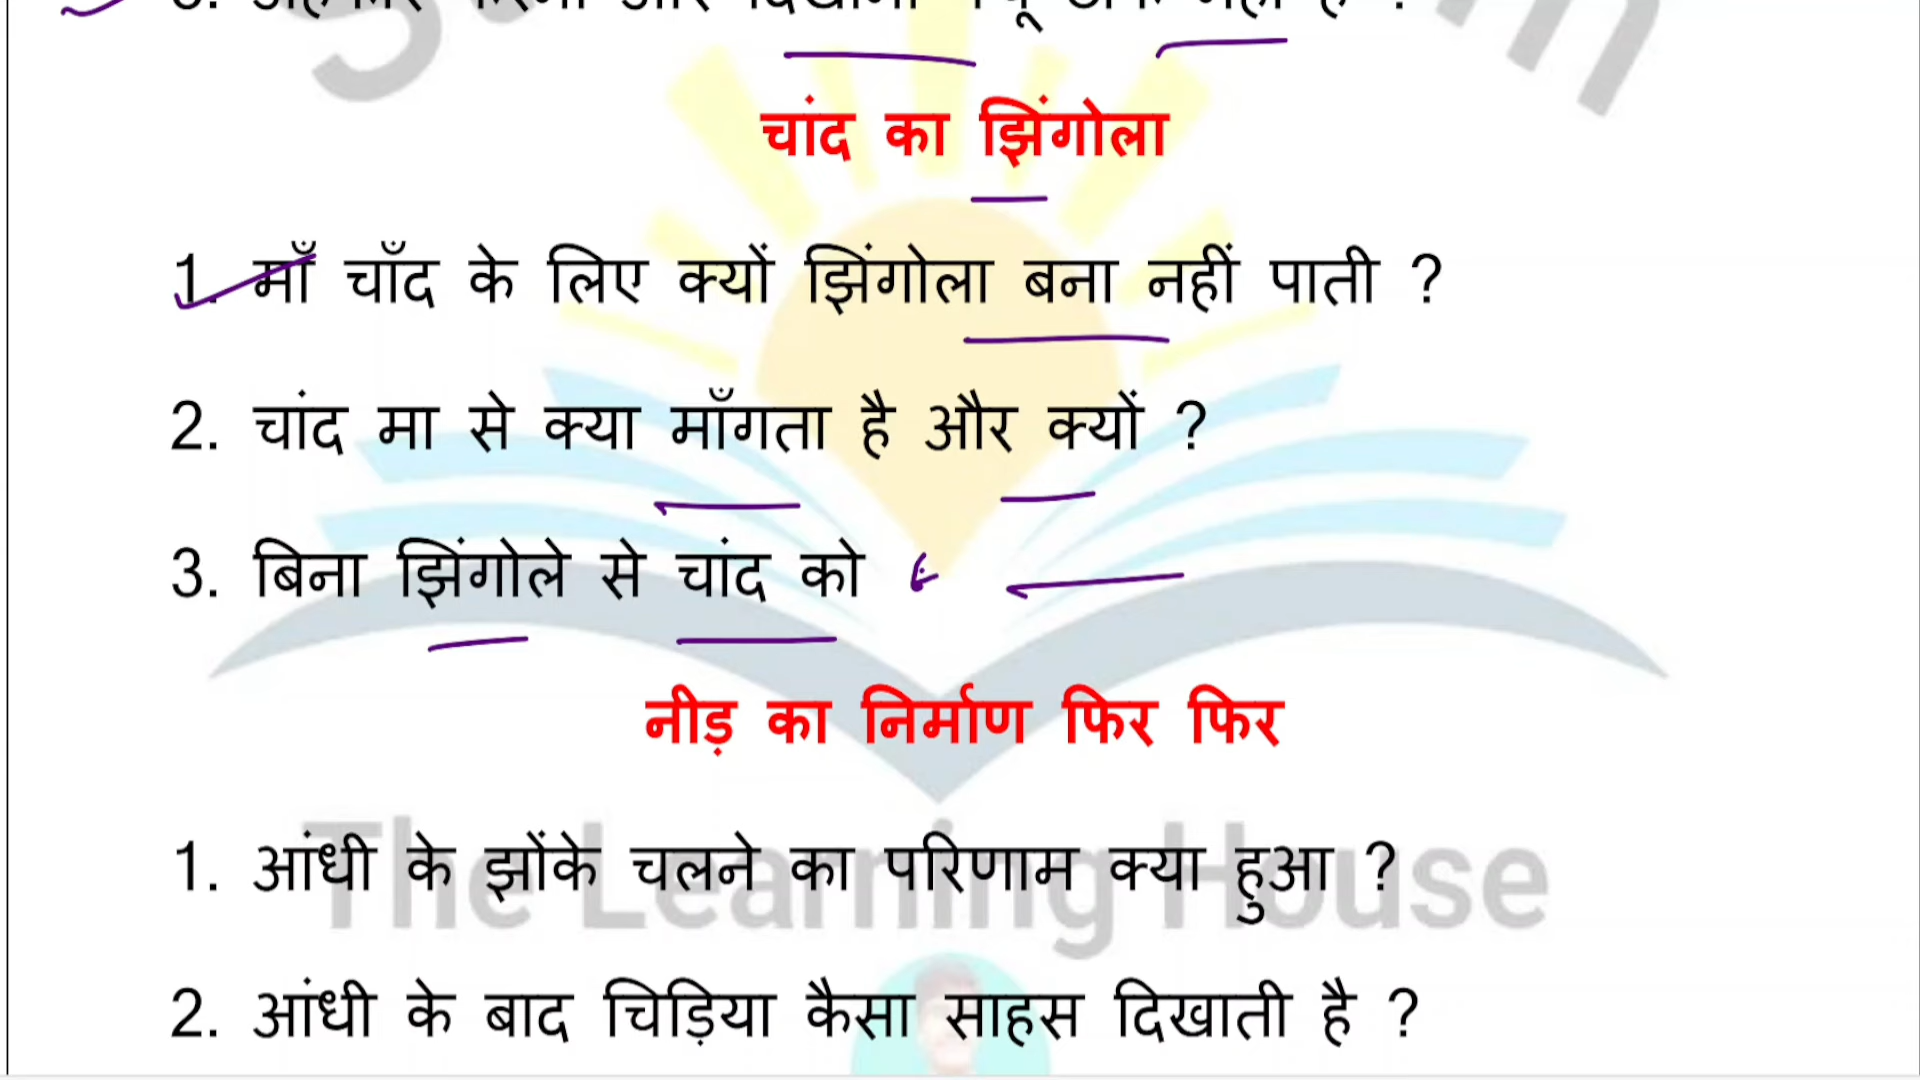 चांद का झिंगोला
1. माँ चाँद के लिए क्यों झिंगोला बना नहीं पाती ?
2. चांद मा से क्या माँगता है और क्यों ?
3. बिना झिंगोले से चांद को
नीड़ का निर्माण फिर फिर
1. आंधी के झोंके चलने का परिणाम क्या हुआ ?
The Learning House
2. आंधी के बाद चिड़िया कैसा साहस दिखाती है ?